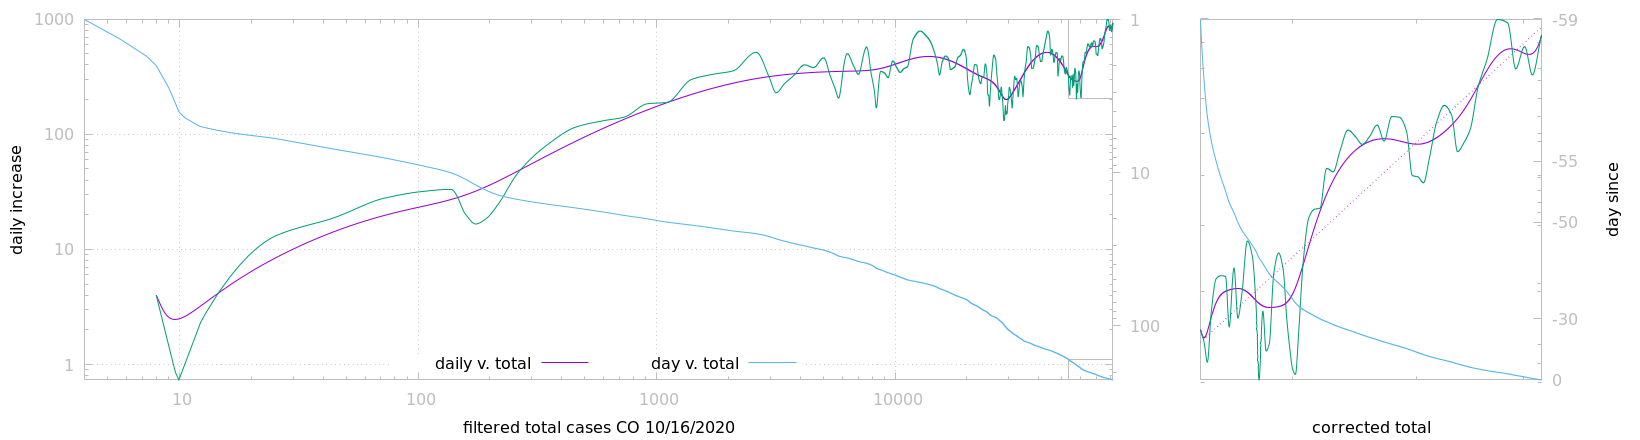 1000
100
10
1
daily increase
10
100
1000
10000
filtered total cases CO 10/16/2020
daily v. total
day v. total
1
10
100
-59
-55
-50
-30
0
day since
corrected total